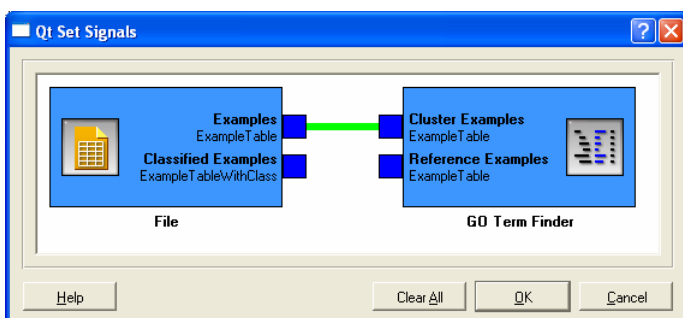 Qt Set Signals
Examples
ExampleTable
Classified Examples
ExampleTableWithClass
Cluster Examples
ExampleTable
Reference Examples
ExampleTable
File
GO Term Finder
Help
Clear All
OK
Cancel